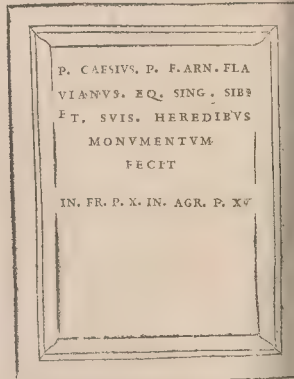 P. CAESIVS. P. F. ARN. FLA
VIANVS. EQ. SING. SIBI
ET. SVIS. HEREDIBVS
MONVMENTVM
FECIT
IN. FR. P. X. IN. AGR. P.